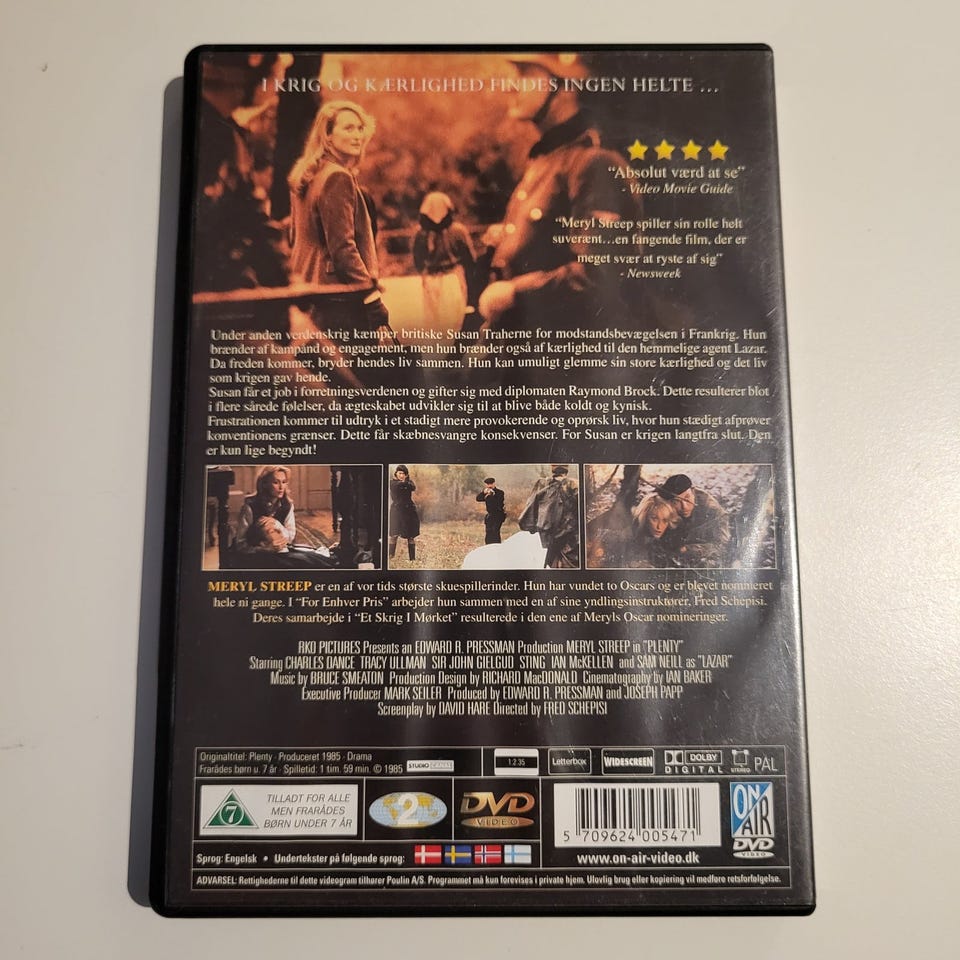 I KRIG OG KÆRLIGHED FINDES INGEN HELTE ...
"Absolut værd at se"
- Video Movie Guide
"Meryl Streep spiller sin rolle helt
suverænt...en fangende film, der er
meget svær at ryste af sig"
- Newsweek
Under anden verdenskrig kæmper britiske Susan Traherne for modstandsbevægelsen i Frankrig. Hun
brænder af kampånd og engagement, men hun brænder også af kærlighed til den hemmelige agent Lazar.
Da freden kommer, bryder hendes liv sammen. Hun kan umuligt glemme sin store kærlighed og det liv
som krigen gav hende.
Susan får et job i forretningsverdenen og gifter sig med diplomaten Raymond Brock. Dette resulterer blot
i flere sårede følelser, da ægteskabet udvikler sig til at blive både koldt og kynisk.
Frustrationen kommer til udtryk i et stadigt mere provokerende og oprørsk liv, hvor hun stædigt afprøver
konventionens grænser. Dette får skæbnesvangre konsekvenser. For Susan er krigen langtfra slut. Den
er kun lige begyndt!
MERYL STREEP er en af vor tids største skuespillerinder. Hun har vundet to Oscars og er blevet nomineret
hele ni gange. I "For Enhver Pris" arbejder hun sammen med en af sine yndlingsinstruktører, Fred Schepisi.
Deres samarbejde i "Et Skrig I Mørket" resulterede i den ene af Meryls Oscar nomineringer.
RKO PICTURES Presents an EDWARD R. PRESSMAN Production MERYL STREEP in "PLENTY"
Starring CHARLES DANCE TRACY ULLMAN SIR JOHN GIELGUD STING IAN McKELLEN and SAM NEILL as "LAZAR"
Music by BRUCE SMEATON Production Design by RICHARD MacDONALD Cinematography by IAN BAKER
Executive Producer MARK SEILER Produced by EDWARD R. PRESSMAN and JOSEPH PAPP
Screenplay by DAVID HARE Directed by FRED SCHEPISI
Originaltitel: Plenty · Produceret 1985 · Drama
Frarådes børn u. 7 år · Spilletid: 1 tim. 59 min. © 1985 STUDIO CANAL
1:2.35
Letterbox
WIDESCREEN
DOLBY
DIGITAL
STEREO
PAL
7
TILLADT FOR ALLE
MEN FRARÅDES
BØRN UNDER 7 ÅR
2
DVD
VIDEO
5 709624 005471
www.on-air-video.dk
ON
AIR
DVD
VIDEO
Sprog: Engelsk • Undertekster på følgende sprog:
ADVARSEL: Rettighederne til dette videogram tilhører Poulin A/S. Programmet må kun forevises i private hjem. Ulovlig brug eller kopiering vil medføre retsforfølgelse.